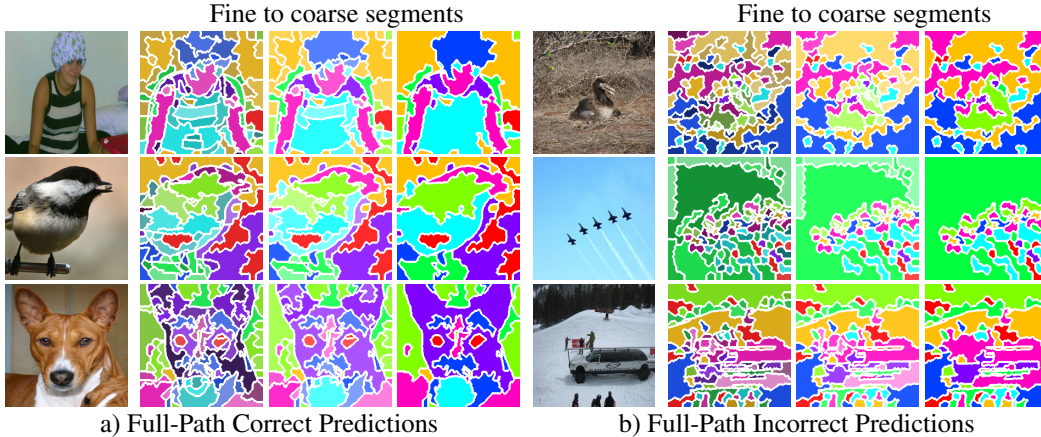 Fine to coarse segments
Fine to coarse segments
a) Full-Path Correct Predictions
b) Full-Path Incorrect Predictions